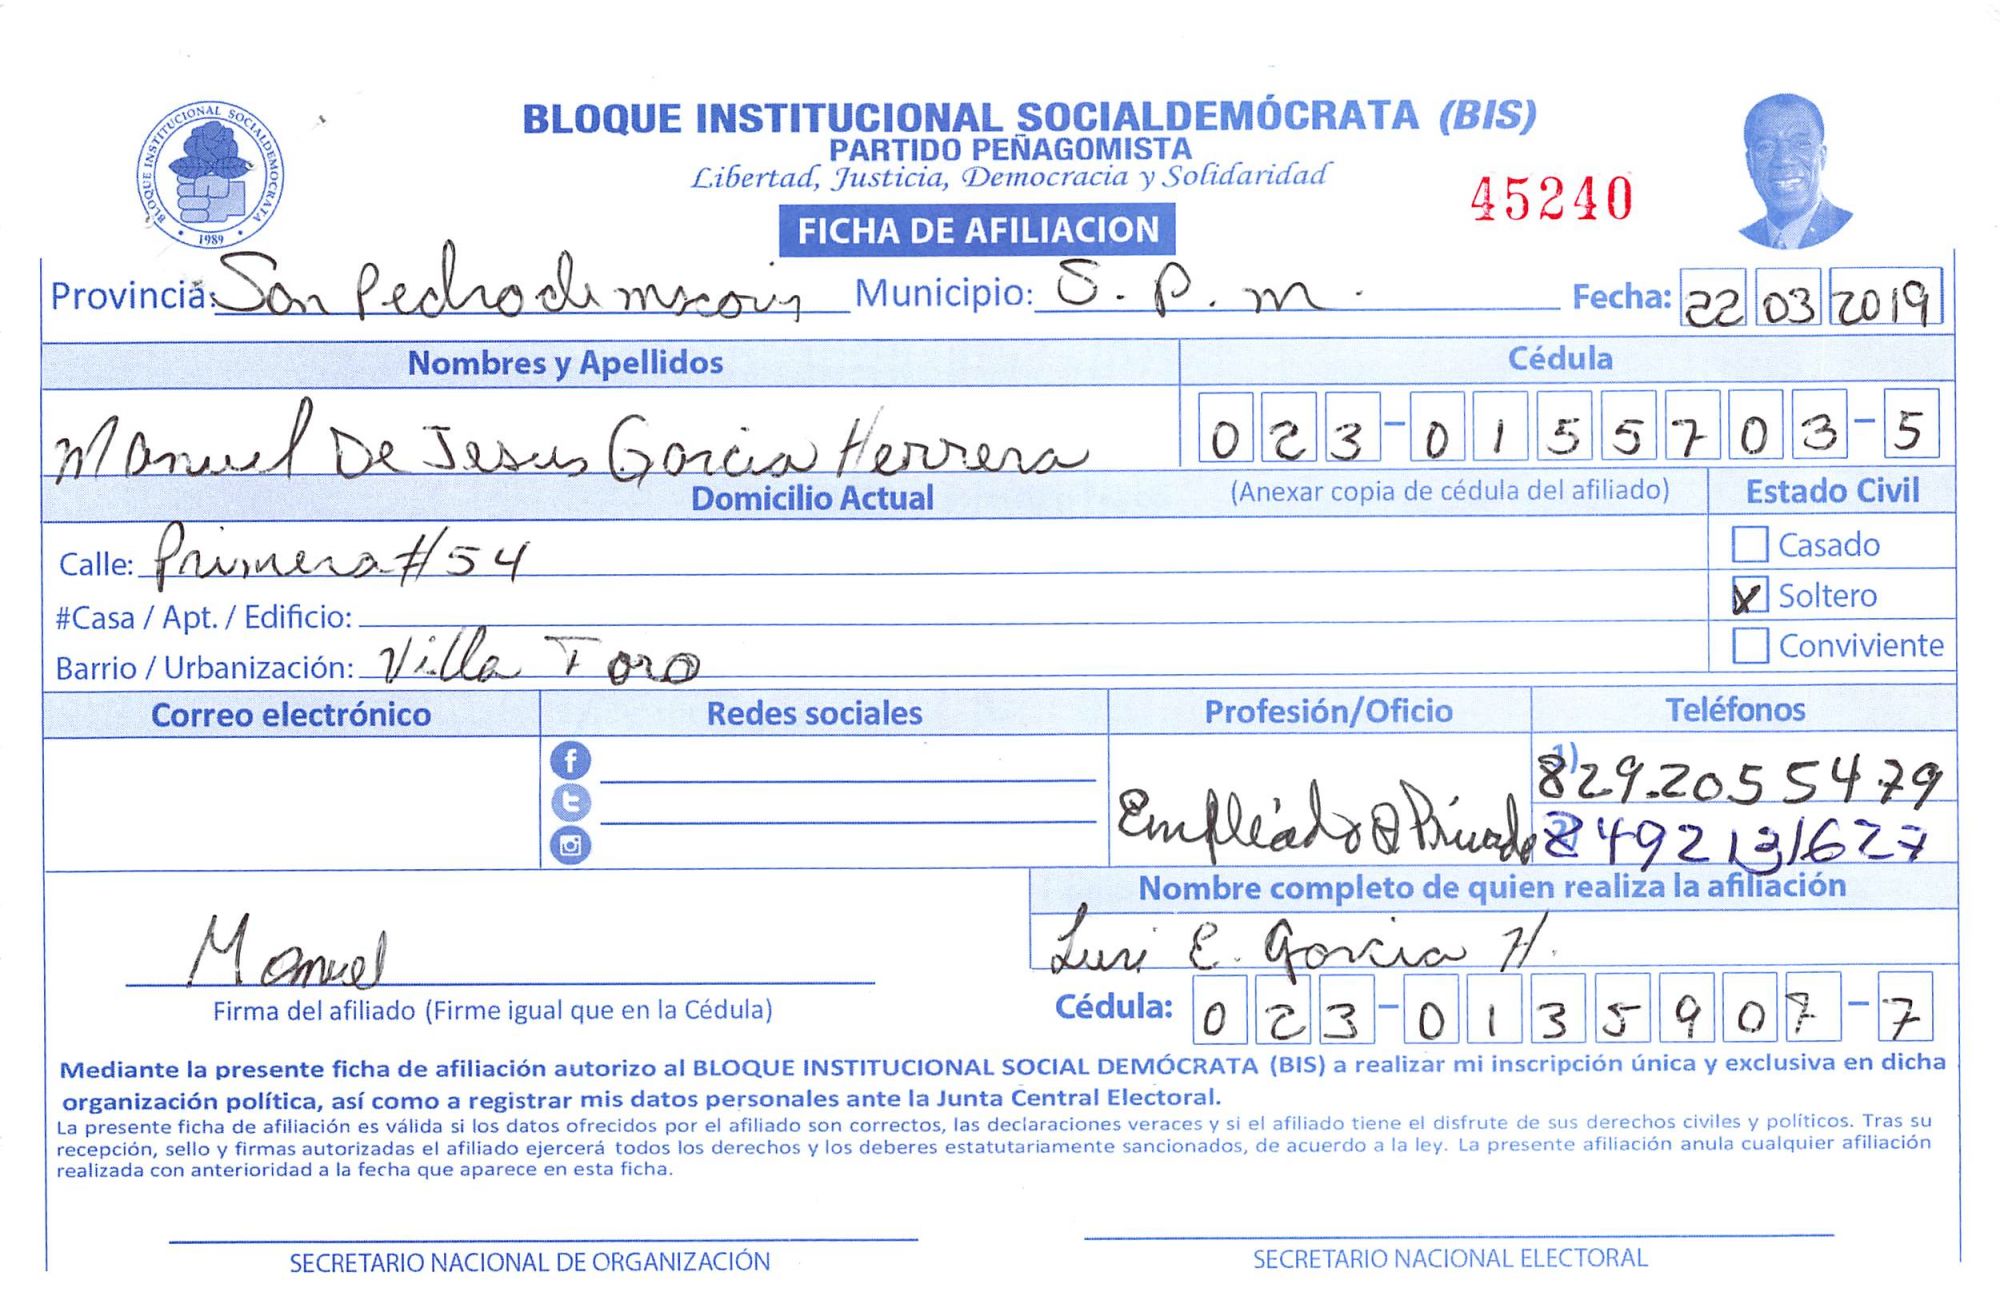 BLOQUE INSTITUCIONAL SOCIALDEMOCRATA
1989
BLOQUE INSTITUCIONAL SOCIALDEMÓCRATA (BIS)
PARTIDO PEÑAGOMISTA
Libertad, Justicia, Democracia y Solidaridad
45240
FICHA DE AFILIACION
Provincia: San Pedro de Municipio: S. P. m. Fecha: 22 03 2019
Nombres y Apellidos Cédula
Manuel De Jesus Garcia Herrera 023-0155703-5
Domicilio Actual (Anexar copia de cédula del afiliado) Estado Civil
Calle: Primera #54 Casado
#Casa / Apt. / Edificio: X Soltero
Barrio / Urbanización: Villa Toro Conviviente
Correo electrónico Redes sociales Profesión/Oficio Teléfonos
1) 829.2055479
Empleado Privado 2) 8492131627
Nombre completo de quien realiza la afiliación
Manuel Luis E. Garcia H.
Firma del afiliado (Firme igual que en la Cédula) Cédula: 023-0135907-7
Mediante la presente ficha de afiliación autorizo al BLOQUE INSTITUCIONAL SOCIAL DEMÓCRATA (BIS) a realizar mi inscripción única y exclusiva en dicha
organización política, así como a registrar mis datos personales ante la Junta Central Electoral.
La presente ficha de afiliación es válida si los datos ofrecidos por el afiliado son correctos, las declaraciones veraces y si el afiliado tiene el disfrute de sus derechos civiles y políticos. Tras su
recepción, sello y firmas autorizadas el afiliado ejercerá todos los derechos y los deberes estatutariamente sancionados, de acuerdo a la ley. La presente afiliación anula cualquier afiliación
realizada con anterioridad a la fecha que aparece en esta ficha.
SECRETARIO NACIONAL DE ORGANIZACIÓN SECRETARIO NACIONAL ELECTORAL